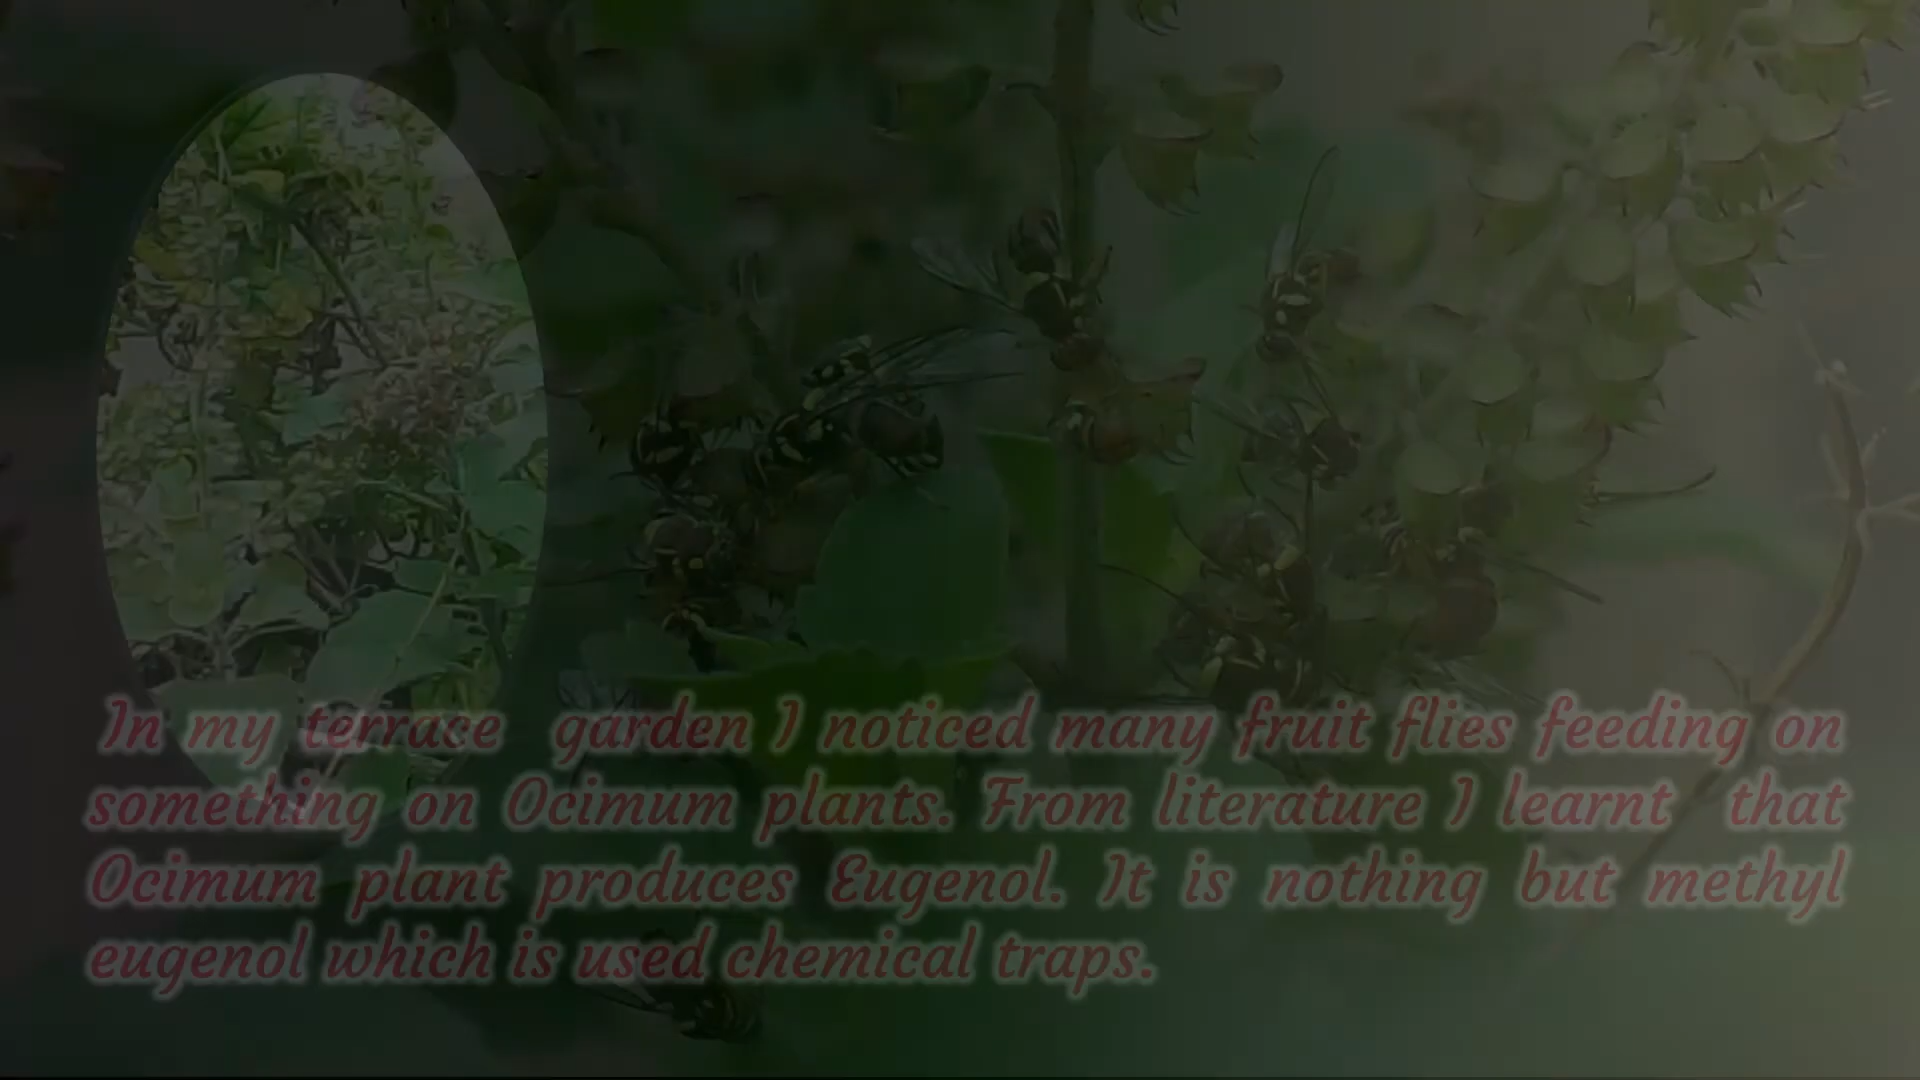 In my terrace garden I noticed many fruit flies feeding on
something on Ocimum plants. From literature I learnt that
Ocimum plant produces Eugenol. It is nothing but methyl
eugenol which is used chemical traps.